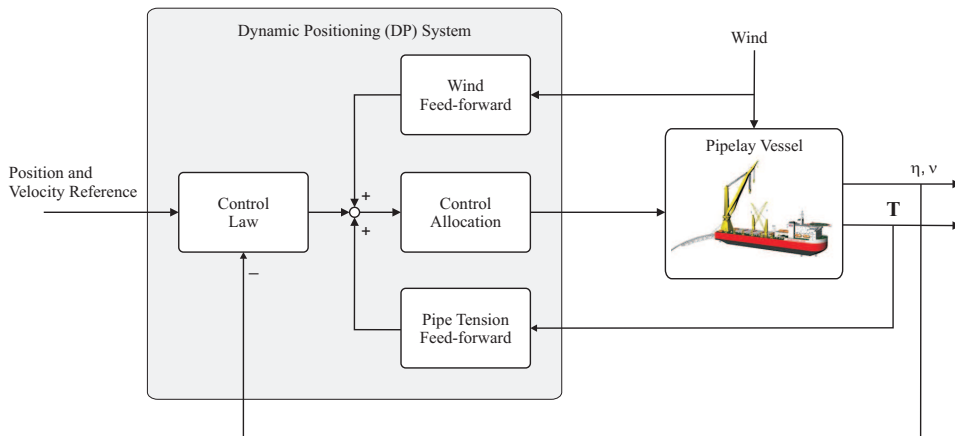 Dynamic Positioning (DP) System
Wind
Wind
Feed-forward
Pipelay Vessel
Position and
Velocity Reference
η, ν
Control
Law
+
Control
Allocation
T
+
−
Pipe Tension
Feed-forward